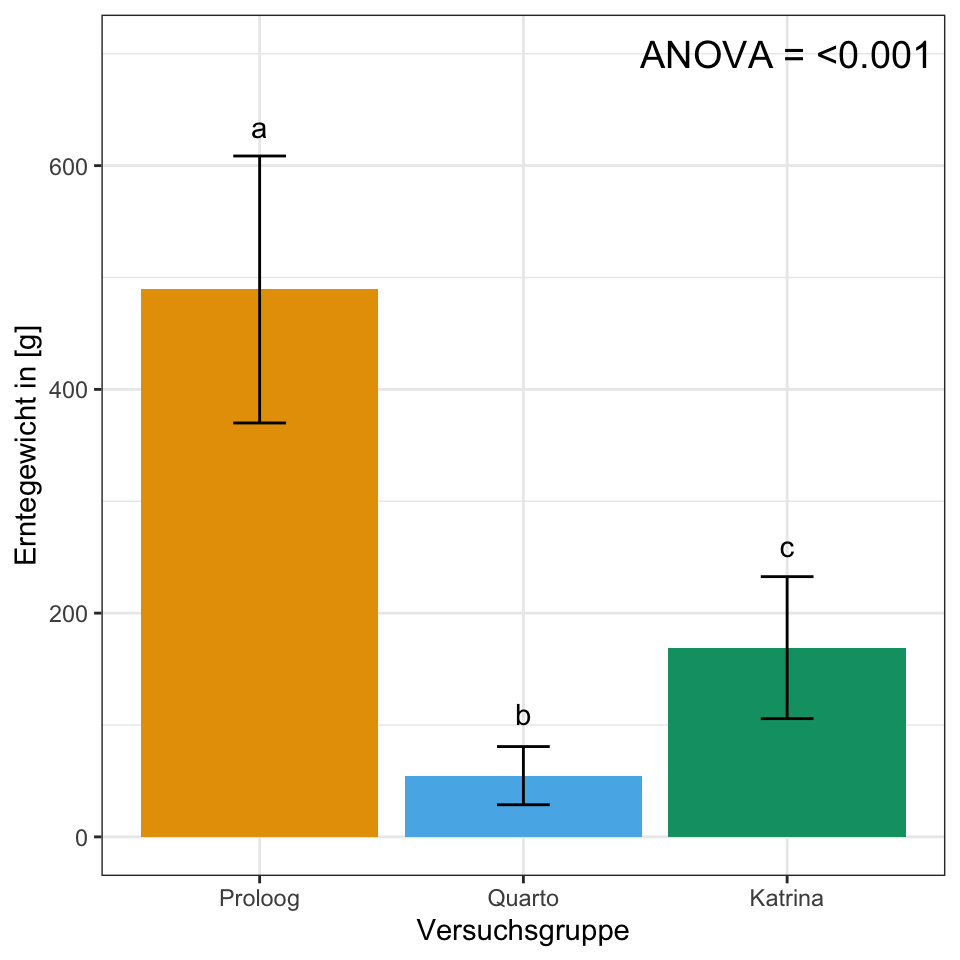 ANOVA = <0.001
a
600
400
200
0
c
b
Erntegewicht in [g]
Proloog Quarto Katrina
Versuchsgruppe